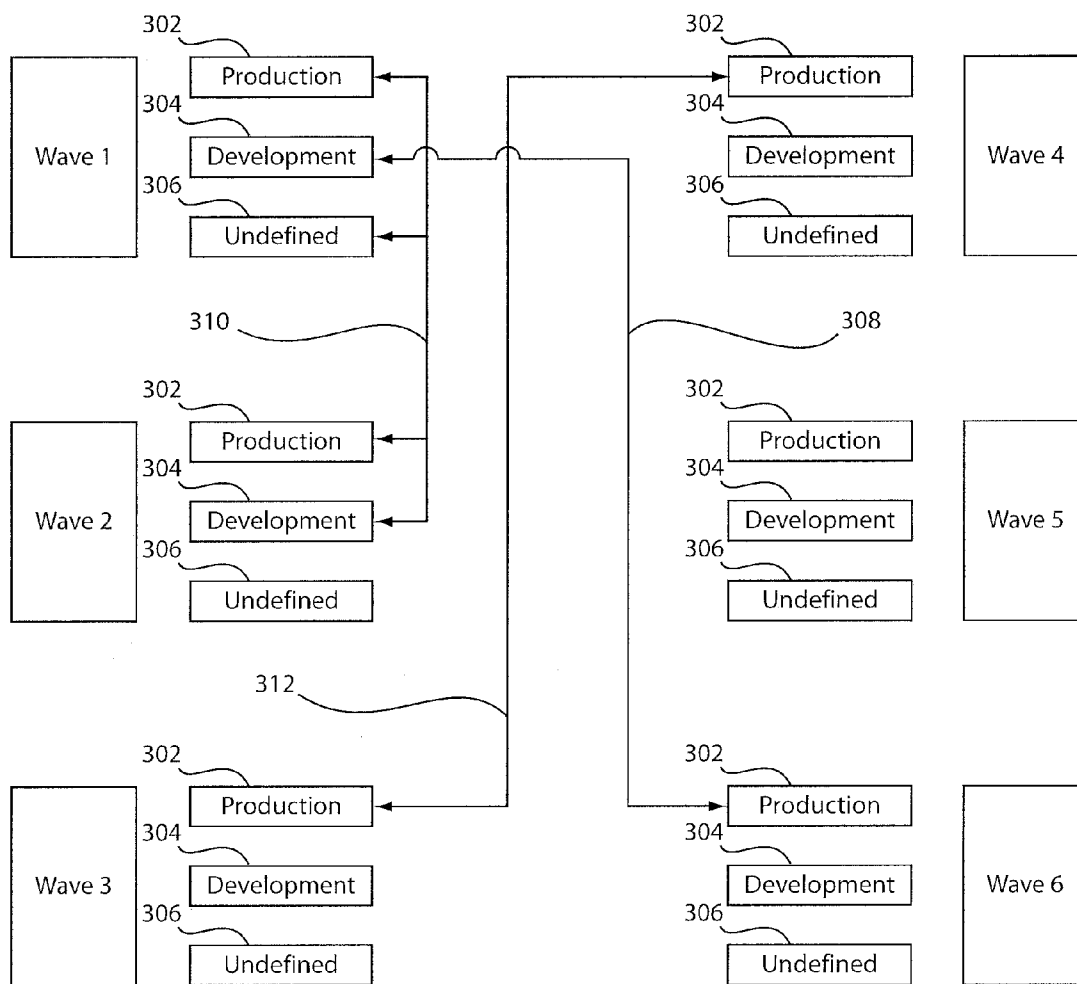 302
Production
304
Wave 1
Development
306
Undefined
302
Production
304
Development
Wave 4
306
Undefined
310
308
302
Production
304
Wave 2
Development
306
Undefined
302
Production
304
Development
Wave 5
306
Undefined
312
302
Production
304
Wave 3
Development
306
Undefined
302
Production
304
Development
Wave 6
306
Undefined